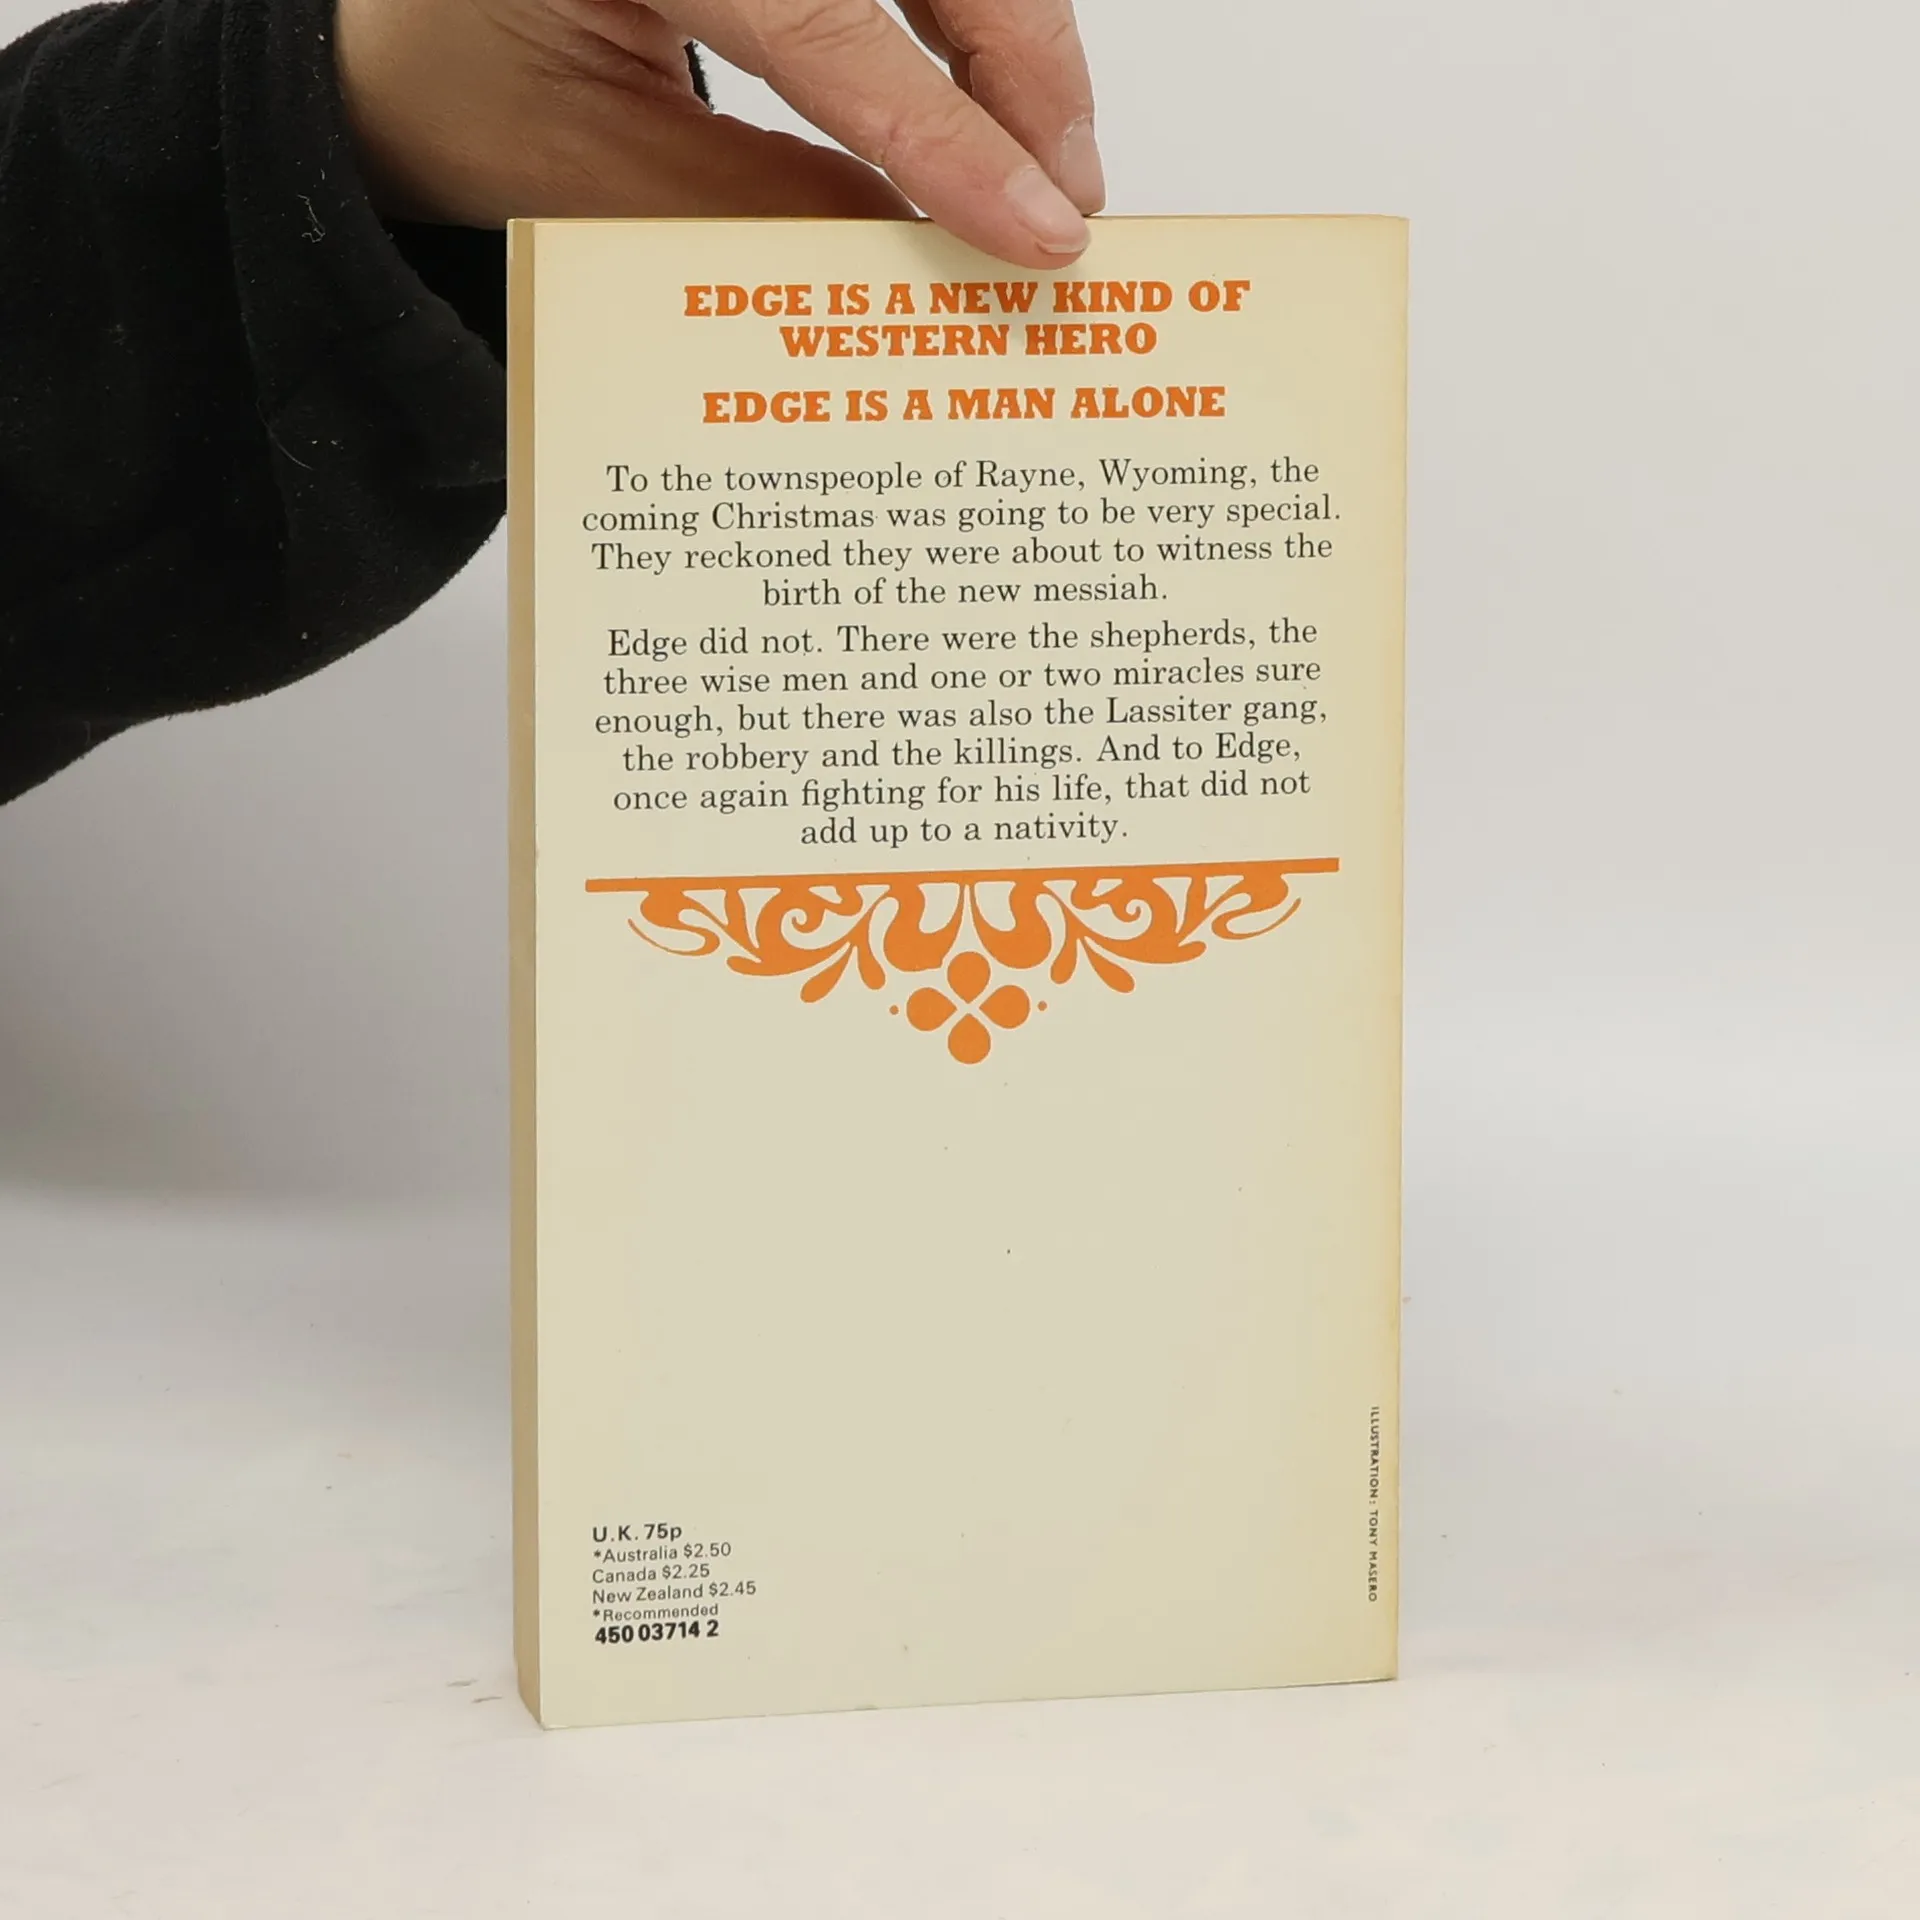 EDGE IS A NEW KIND OF
WESTERN HERO
EDGE IS A MAN ALONE
To the townspeople of Rayne, Wyoming, the
coming Christmas was going to be very special.
They reckoned they were about to witness the
birth of the new messiah.
Edge did not. There were the shepherds, the
three wise men and one or two miracles sure
enough, but there was also the Lassiter gang,
the robbery and the killings. And to Edge,
once again fighting for his life, that did not
add up to a nativity.
U.K. 75p
*Australia $2.50
Canada $2.25
New Zealand $2.45
*Recommended
450 03714 2
ILLUSTRATION: TONY MASERO